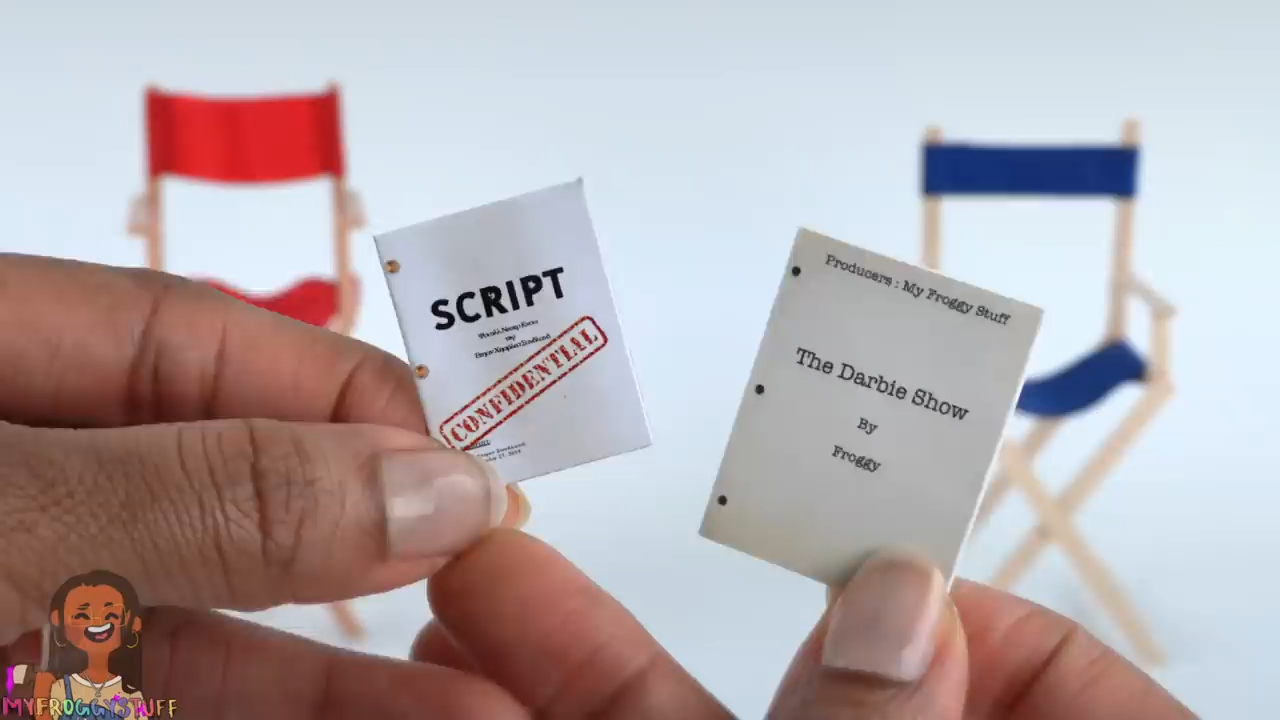 SCRIPT
CONFIDENTIAL
Producers : My Froggy Stuff
The Darbie Show
By
Froggy
MYFROGGYSTUFF